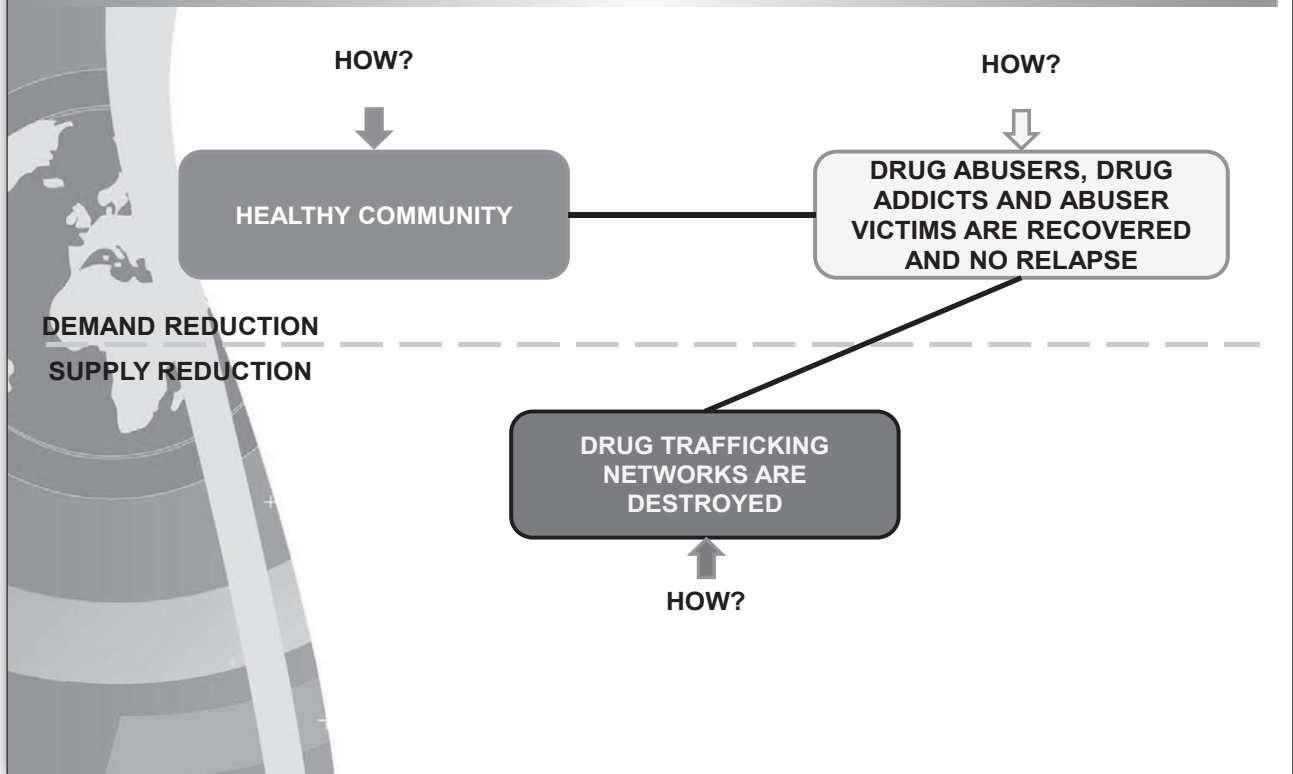 HOW?
HOW?
HEALTHY COMMUNITY
DRUG ABUSERS, DRUG
ADDICTS AND ABUSER
VICTIMS ARE RECOVERED
AND NO RELAPSE
DEMAND REDUCTION
SUPPLY REDUCTION
DRUG TRAFFICKING
NETWORKS ARE
DESTROYED
HOW?